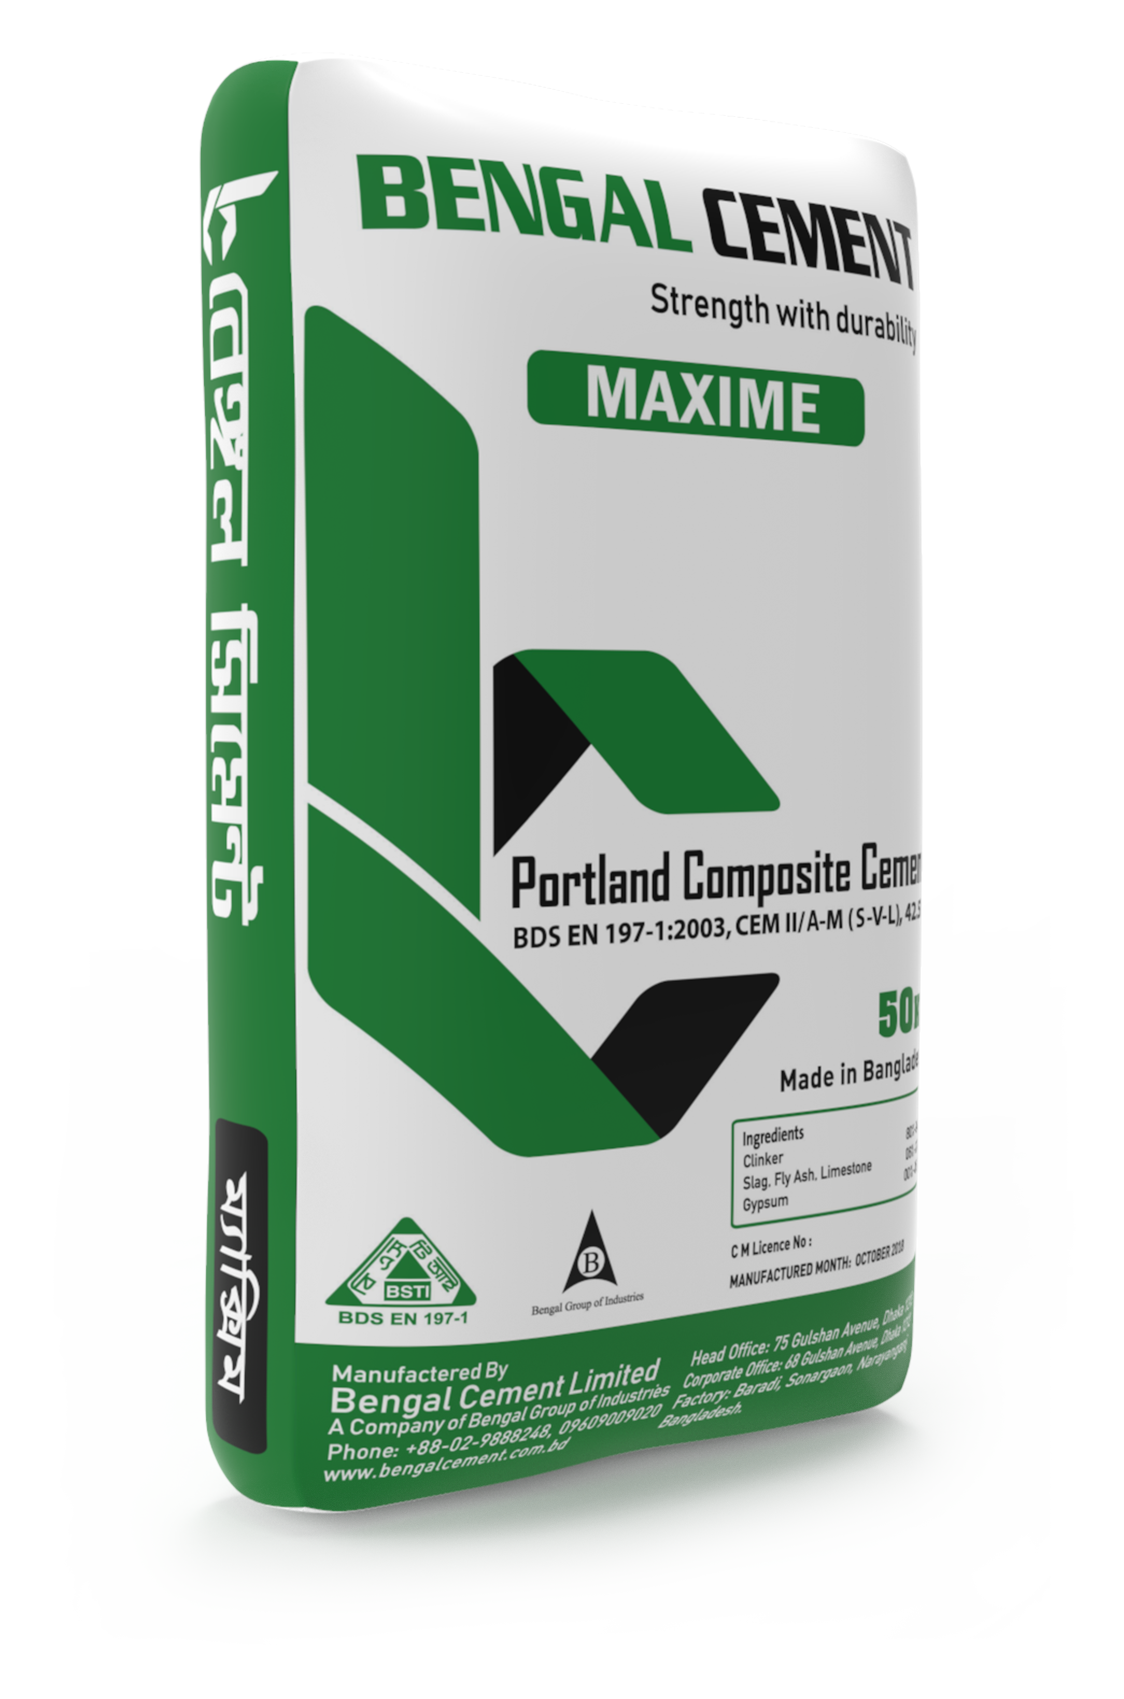 বেঙ্গল সিমেন্ট
ম্যাক্সিম
BENGAL CEMENT
Strength with durability
MAXIME
Portland Composite
BDS EN 197-1:2003, CEM II/A-M (S-V-L),
Made in
Ingredients
Clinker
Slag, Fly Ash, Limestone
Gypsum
C M Licence No :
MANUFACTURED MONTH: OCTOBER 2018
BSTI
BDS EN 197-1
B
Bengal Group of Industries
Manufactered By
Bengal Cement Limited
A Company of Bengal Group of Industries
Phone: +88-02-9888248, 09609009020
www.bengalcement.com.bd
Head Office: 75 Gulshan Avenue, Dhaka
Corporate Office: 68 Gulshan Avenue, Dhaka
Factory: Baradi, Sonargaon, Narayanganj
Bangladesh.